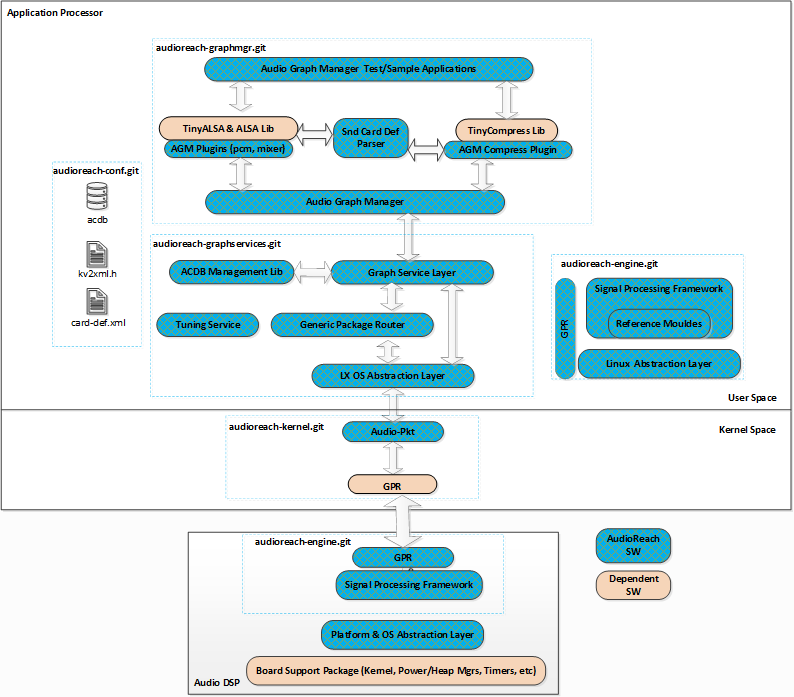 Application Processor
audioreach-graphmgr.git
Audio Graph Manager Test/Sample Applications
TinyALSA & ALSA Lib
AGM Plugins (pcm, mixer)
Snd Card Def
Parser
TinyCompress Lib
AGM Compress Plugin
Audio Graph Manager
audioreach-conf.git
acdb
kv2xml.h
card-def.xml
audioreach-graphservices.git
ACDB Management Lib
Graph Service Layer
Tuning Service
Generic Package Router
LX OS Abstraction Layer
audioreach-engine.git
GPR
Signal Processing Framework
Reference Mouldes
Linux Abstraction Layer
User Space
Kernel Space
audioreach-kernel.git
Audio-Pkt
GPR
audioreach-engine.git
GPR
Signal Processing Framework
Platform & OS Abstraction Layer
Board Support Package (Kernel, Power/Heap Mgrs, Timers, etc)
Audio DSP
AudioReach
SW
Dependent
SW